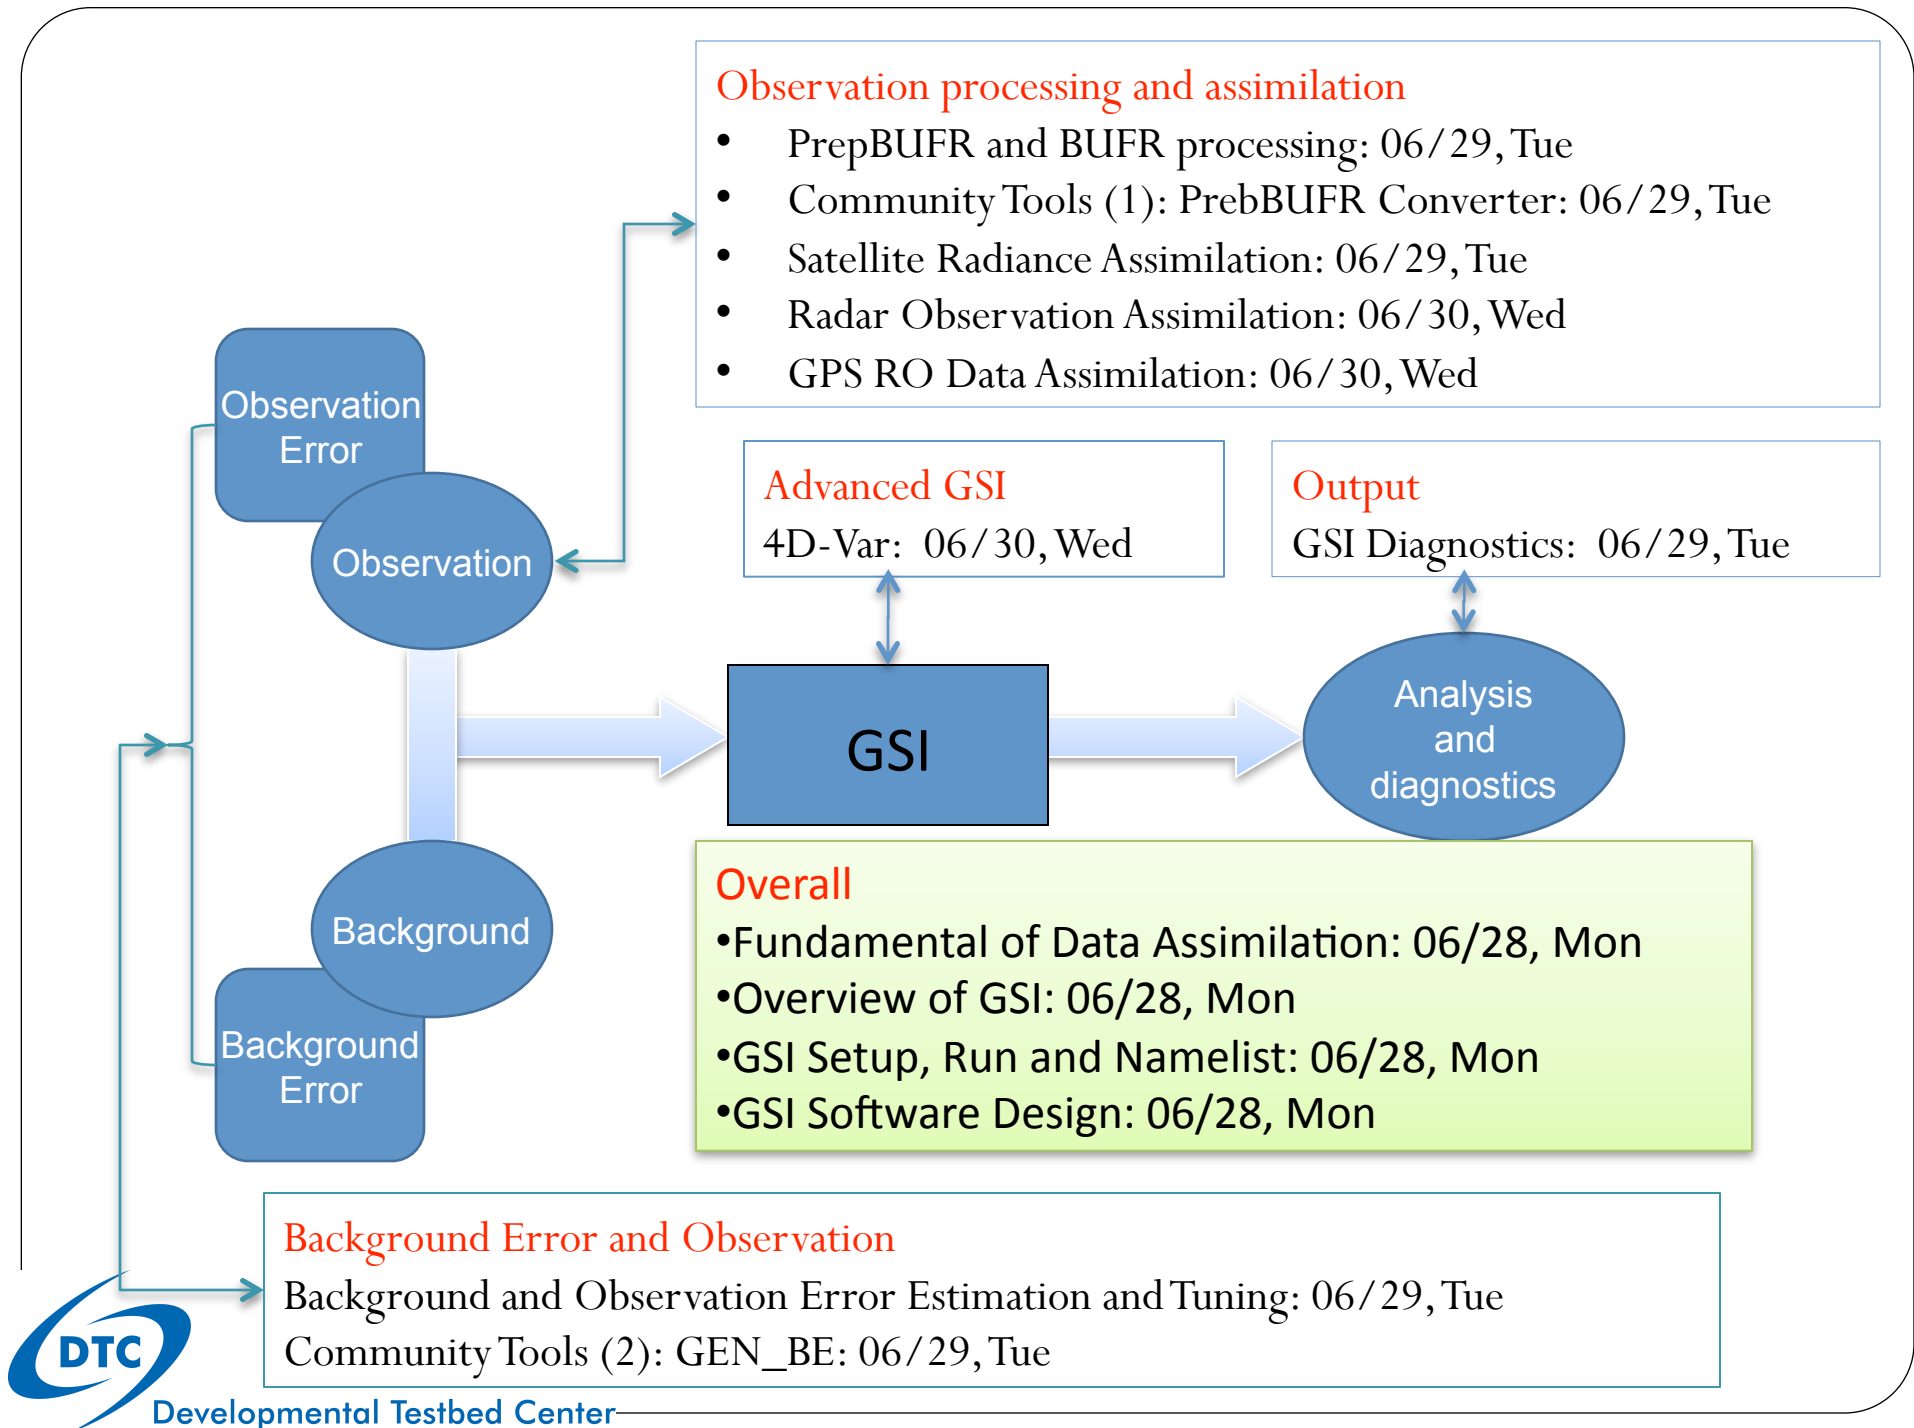 Observation processing and assimilation
• PrepBUFR and BUFR processing: 06/29, Tue
• Community Tools (1): PrebBUFR Converter: 06/29, Tue
• Satellite Radiance Assimilation: 06/29, Tue
• Radar Observation Assimilation: 06/30, Wed
• GPS RO Data Assimilation: 06/30, Wed
Observation
Error
Observation
Advanced GSI
4D-Var: 06/30, Wed
Output
GSI Diagnostics: 06/29, Tue
GSI
Analysis
and
diagnostics
Background
Background
Error
Overall
•Fundamental of Data Assimilation: 06/28, Mon
•Overview of GSI: 06/28, Mon
•GSI Setup, Run and Namelist: 06/28, Mon
•GSI Software Design: 06/28, Mon
Background Error and Observation
Background and Observation Error Estimation and Tuning: 06/29, Tue
Community Tools (2): GEN_BE: 06/29, Tue
DTC
Developmental Testbed Center